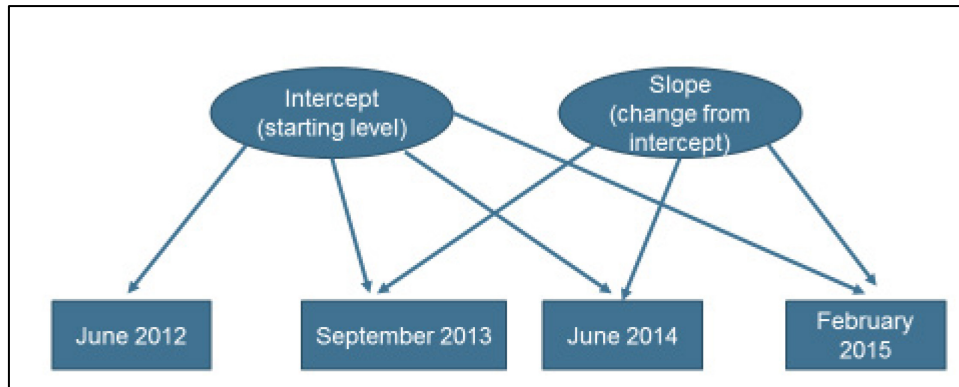 Intercept
(starting level)
Slope
(change from
intercept)
June 2012
September 2013
June 2014
February
2015